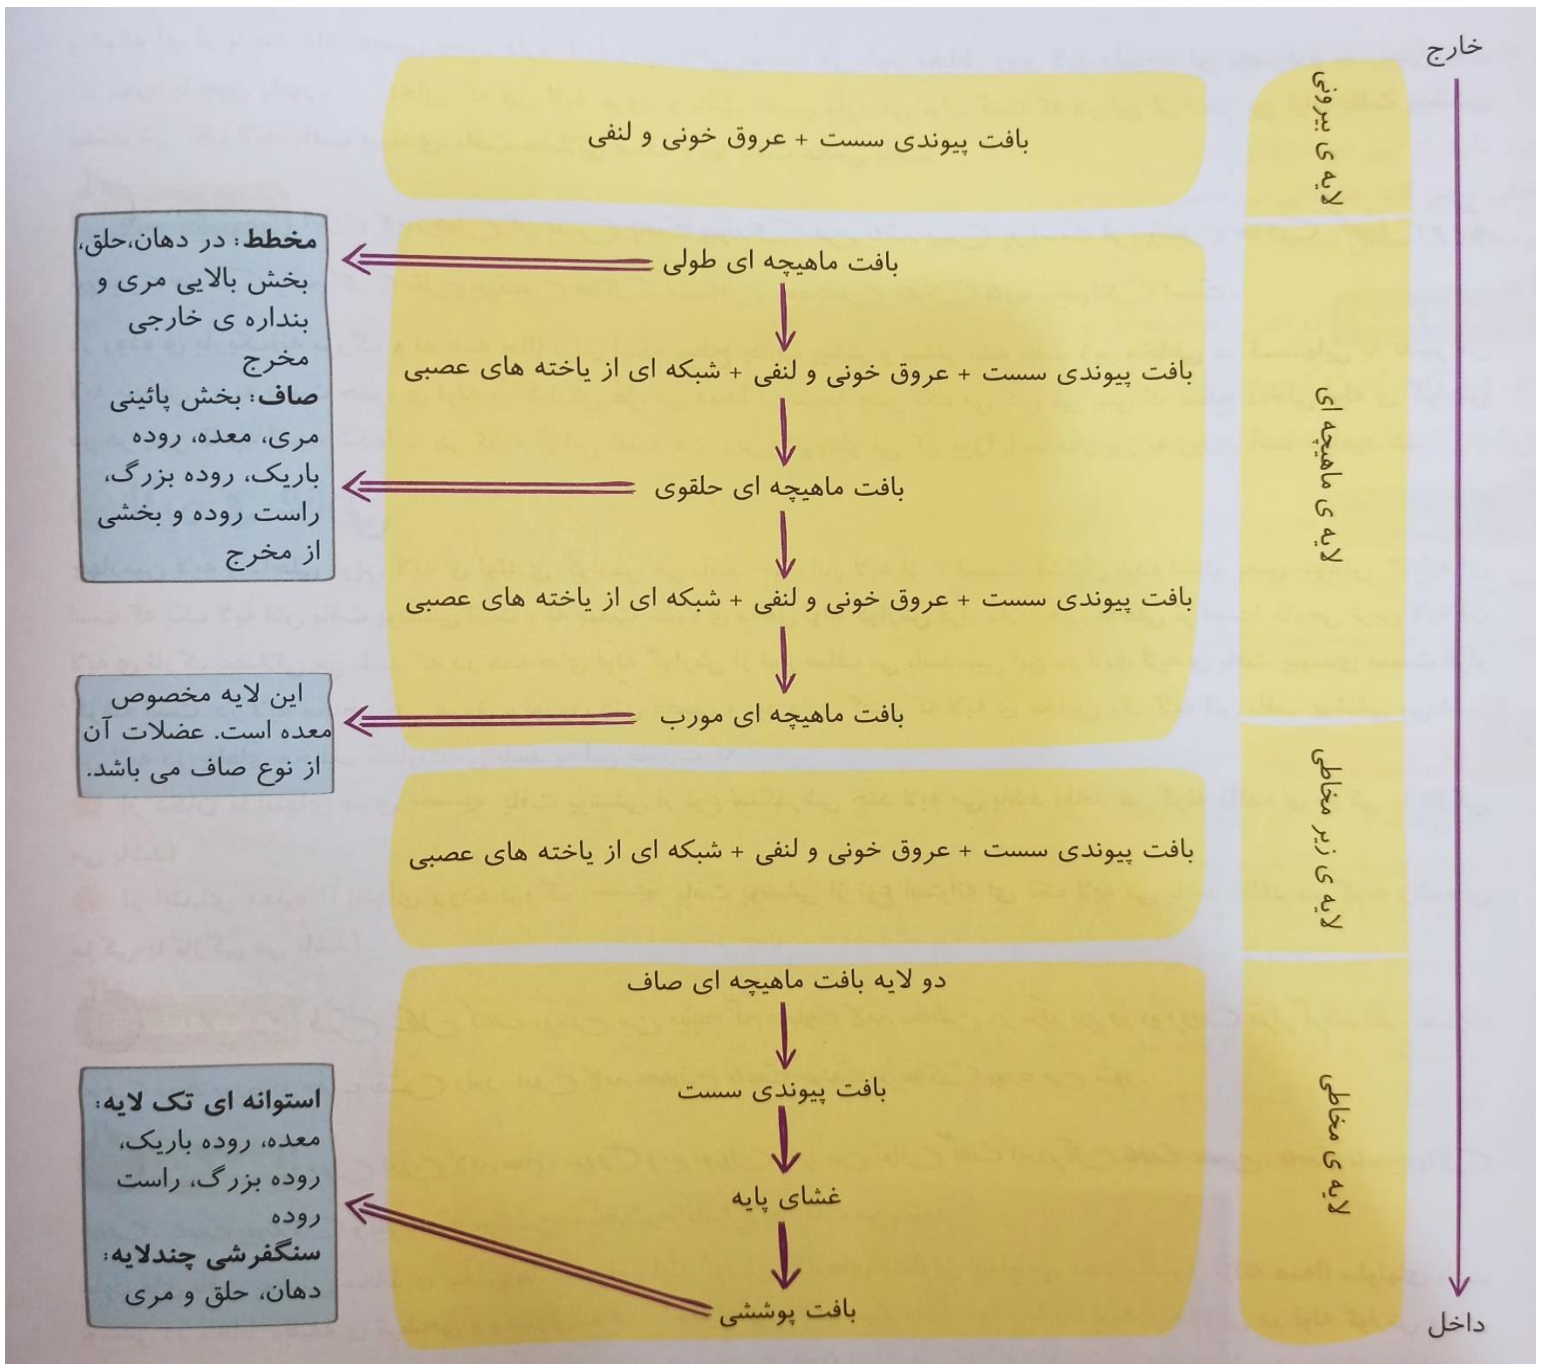 خارج
لایه ی بیرونی
بافت پیوندی سست + عروق خونی و لنفی
لایه ی ماهیچه ای
بافت ماهیچه ای طولی
مخطط: در دهان،حلق،
بخش بالایی مری و
بنداره ی خارجی
مخرج
صاف: بخش پائینی
مری، معده، روده
باریک، روده بزرگ،
راست روده و بخشی
از مخرج
بافت پیوندی سست + عروق خونی و لنفی + شبکه ای از یاخته های عصبی
بافت ماهیچه ای حلقوی
بافت پیوندی سست + عروق خونی و لنفی + شبکه ای از یاخته های عصبی
بافت ماهیچه ای مورب
این لایه مخصوص
معده است. عضلات آن
از نوع صاف می باشد.
لایه ی زیر مخاطی
بافت پیوندی سست + عروق خونی و لنفی + شبکه ای از یاخته های عصبی
لایه ی مخاطی
دو لایه بافت ماهیچه ای صاف
بافت پیوندی سست
غشای پایه
بافت پوششی
استوانه ای تک لایه:
معده، روده باریک،
روده بزرگ، راست
روده
سنگفرشی چندلایه:
دهان، حلق و مری
داخل